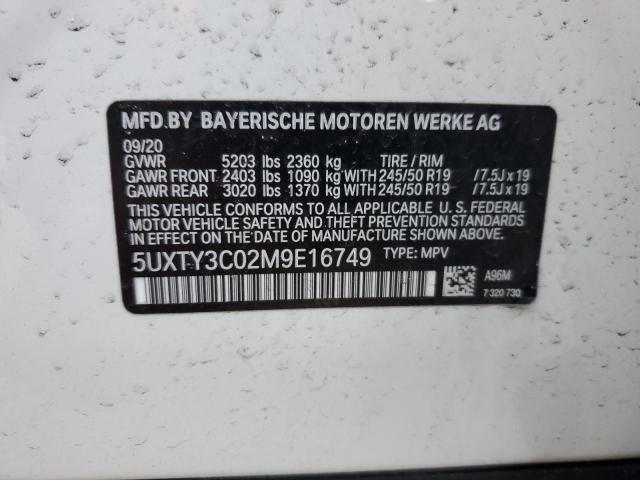 MFD.BY BAYERISCHE MOTOREN WERKE AG
09/20
GVWR 5203 lbs 2360 kg TIRE / RIM
GAWR FRONT 2403 lbs 1090 kg WITH 245/50 R19 /7.5J x 19
GAWR REAR 3020 lbs 1370 kg WITH 245/50 R19 /7.5J x 19
THIS VEHICLE CONFORMS TO ALL APPLICABLE U. S. FEDERAL
MOTOR VEHICLE SAFETY AND THEFT PREVENTION STANDARDS
IN EFFECT ON THE DATE OF MANUFACTURE SHOWN ABOVE.
5UXTY3C02M9E16749 TYPE: MPV
A96M
7 320 730